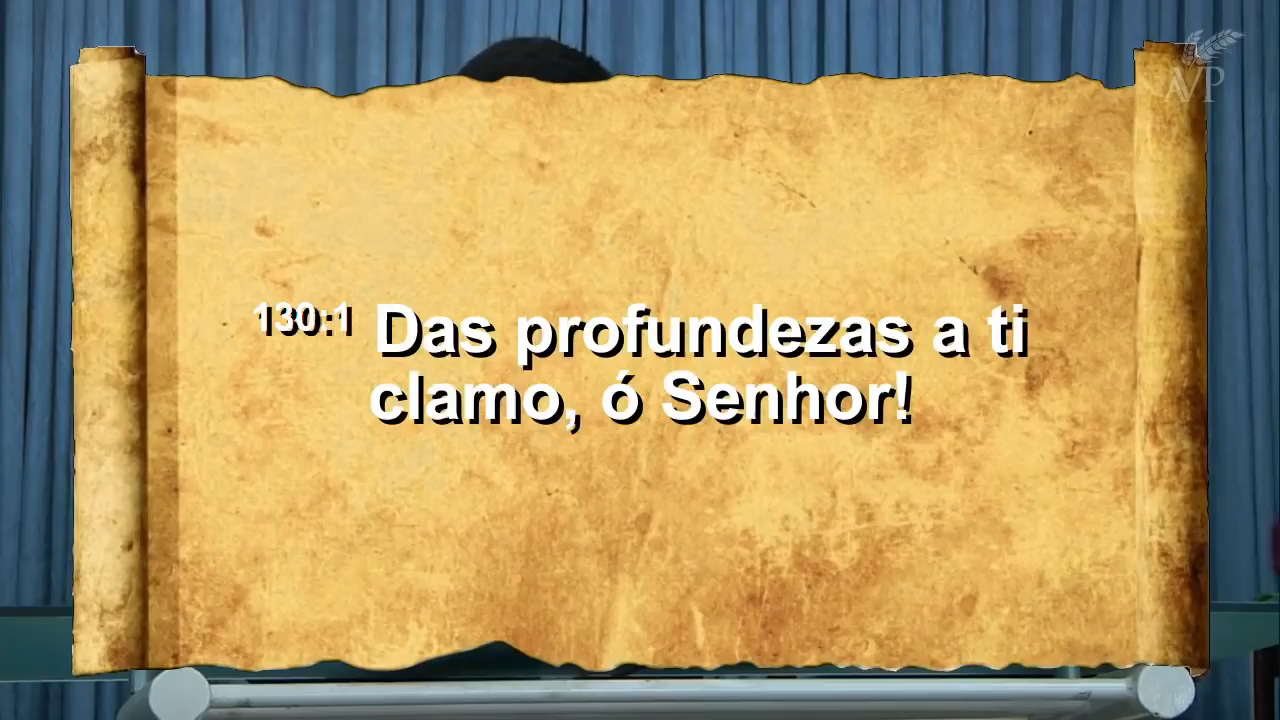 AVP
130:1 Das profundezas a ti
clamo, ó Senhor!